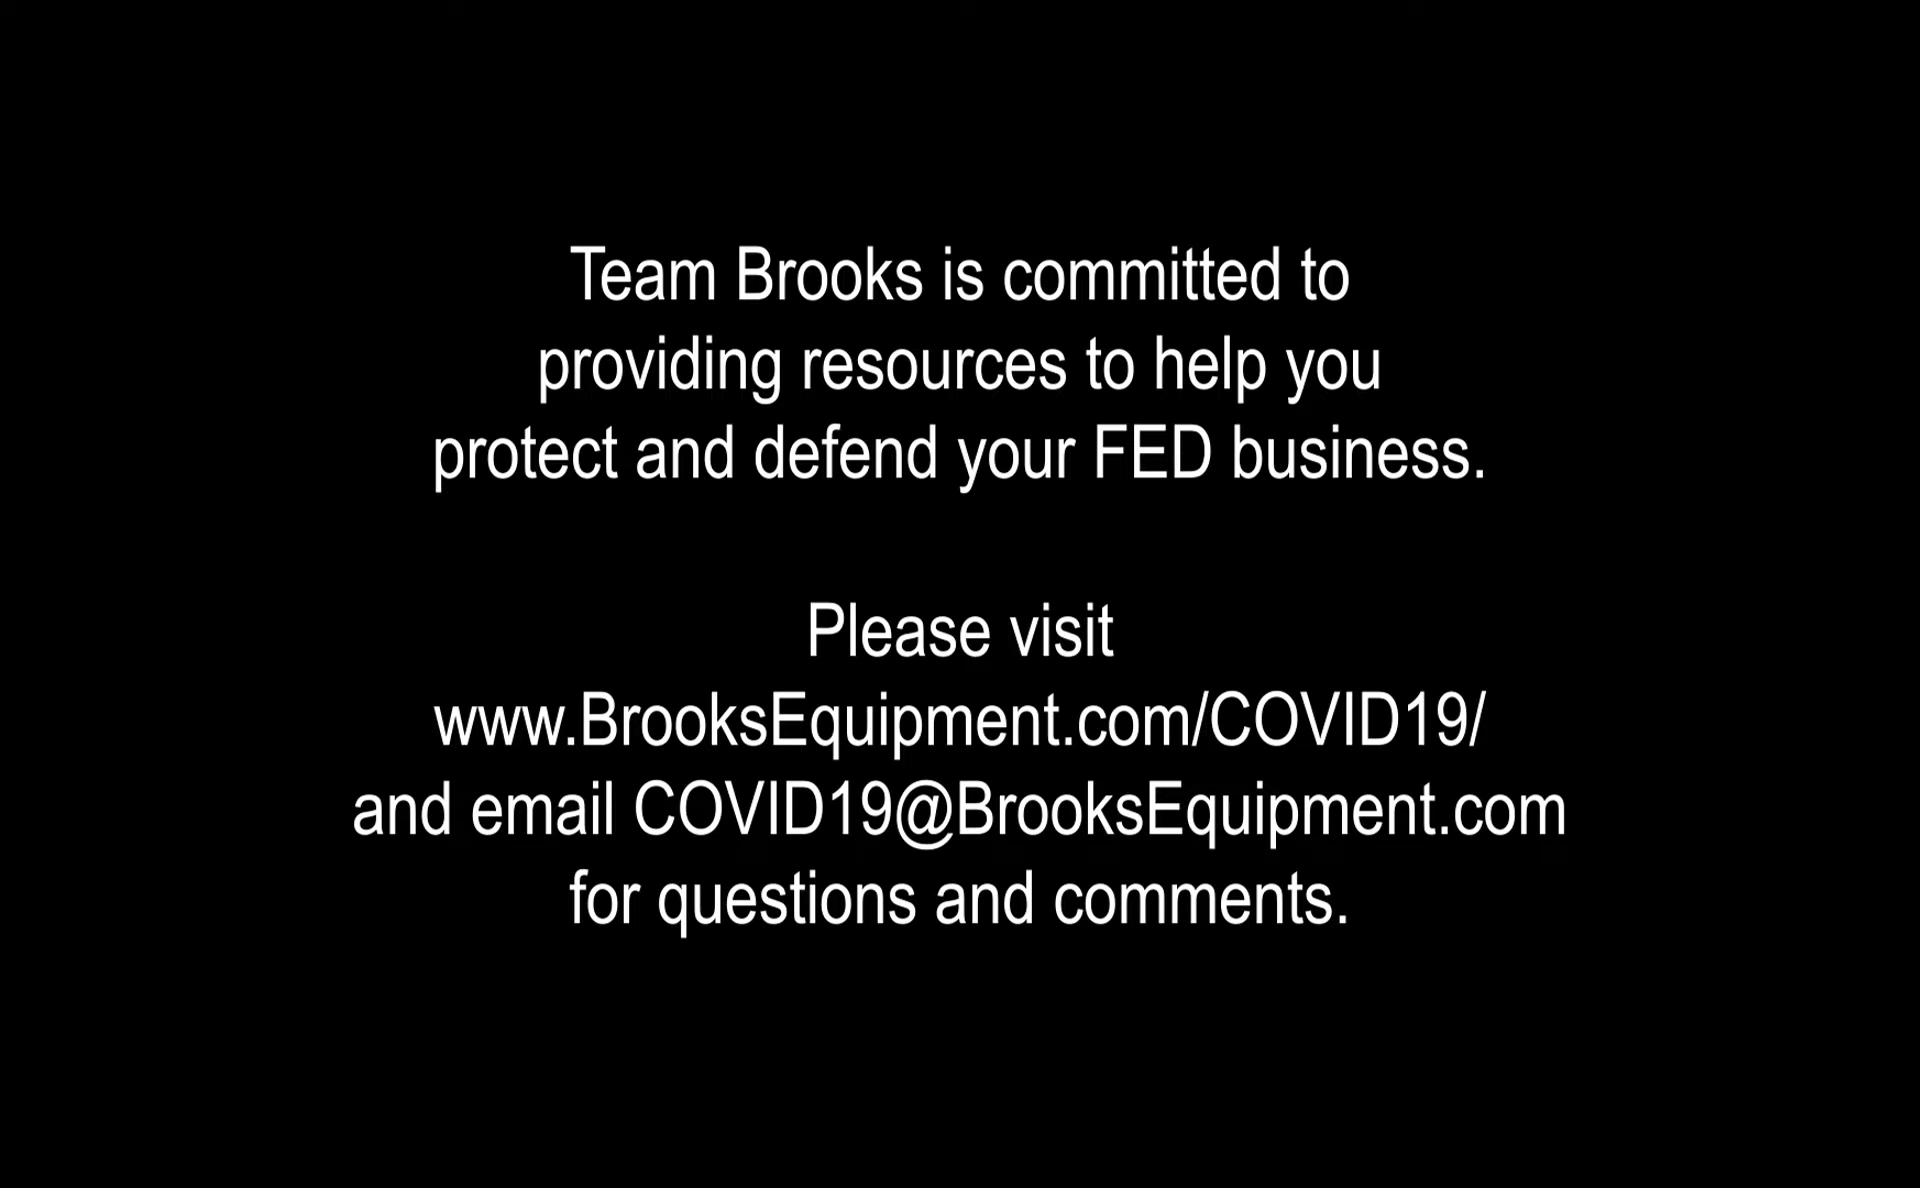 Team Brooks is committed to
providing resources to help you
protect and defend your FED business.
Please visit
www.BrooksEquipment.com/COVID19/
and email COVID19@BrooksEquipment.com
for questions and comments.